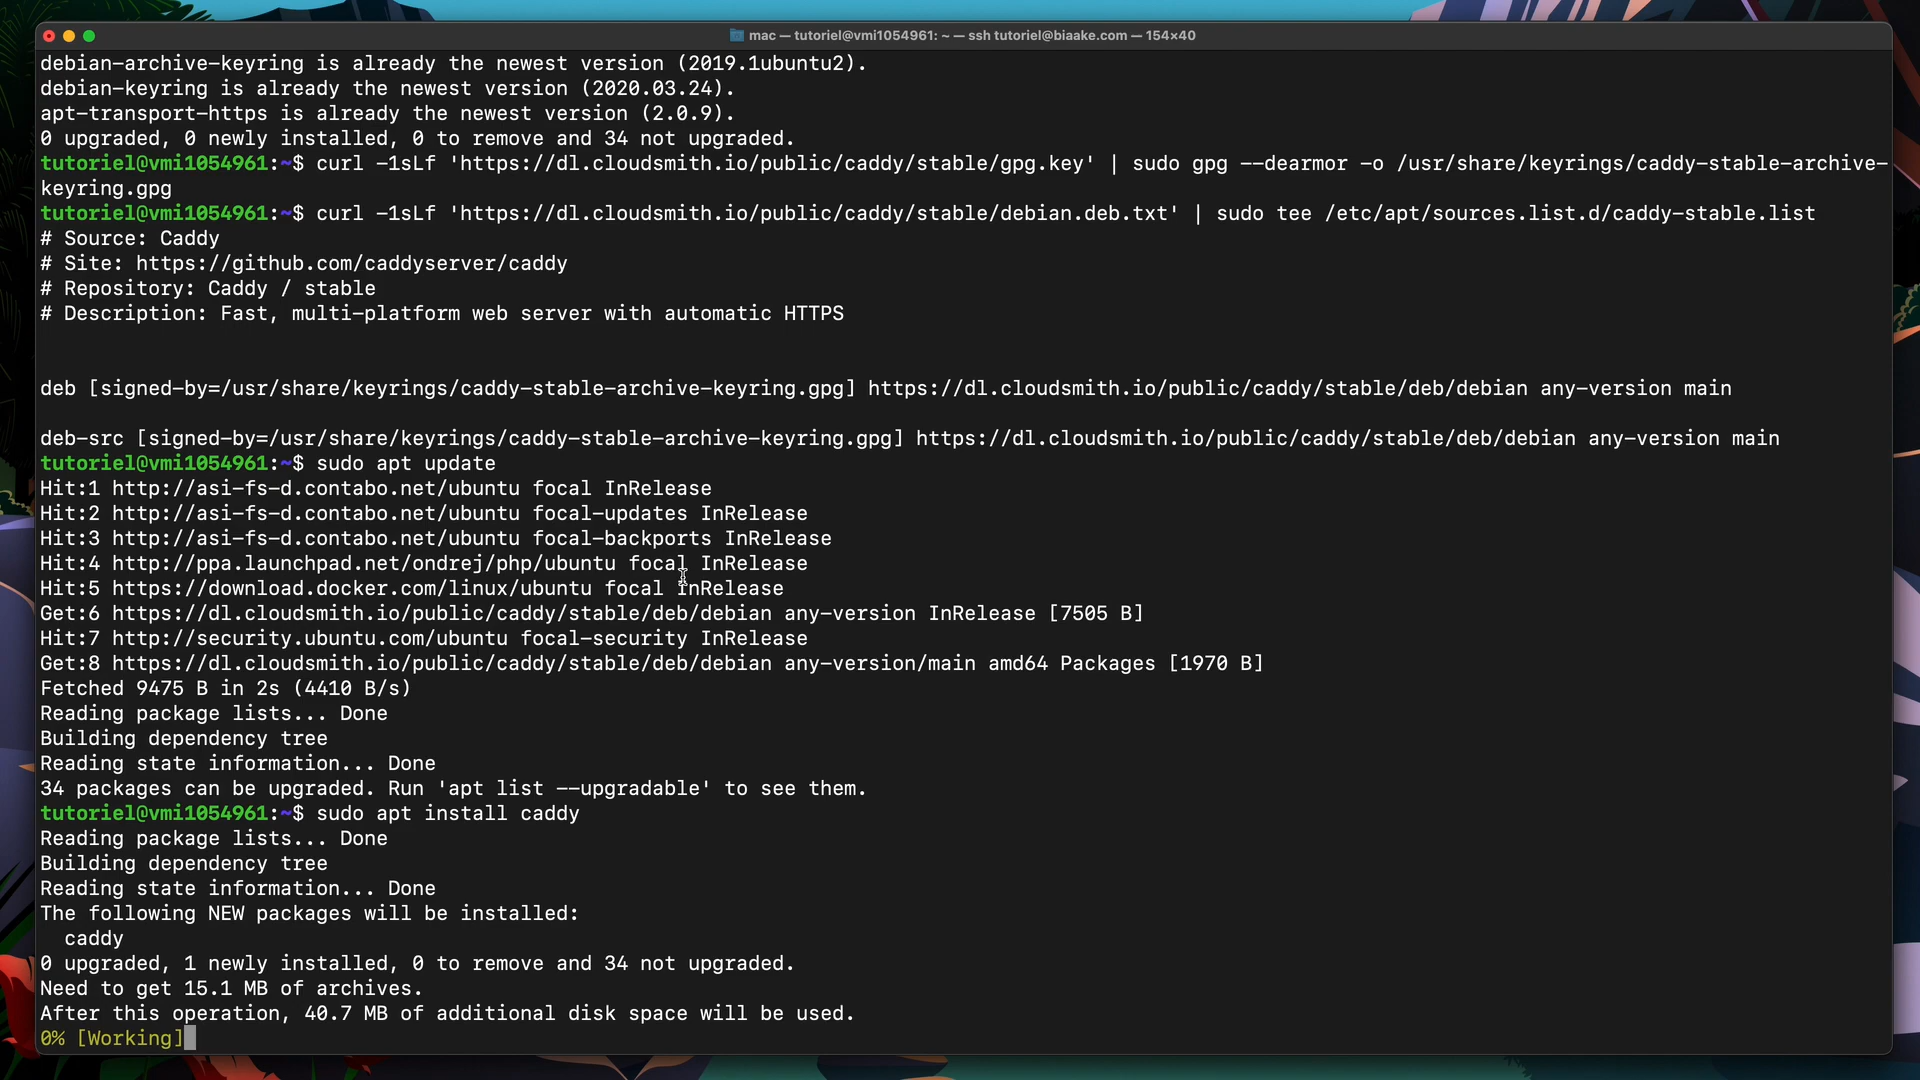 mac — tutoriel@vmi1054961: ~ — ssh tutoriel@biaake.com — 154×40
debian-archive-keyring is already the newest version (2019.1ubuntu2).
debian-keyring is already the newest version (2020.03.24).
apt-transport-https is already the newest version (2.0.9).
0 upgraded, 0 newly installed, 0 to remove and 34 not upgraded.
tutoriel@vmi1054961:~$ curl -1sLf 'https://dl.cloudsmith.io/public/caddy/stable/gpg.key' | sudo gpg --dearmor -o /usr/share/keyrings/caddy-stable-archive-
keyring.gpg
tutoriel@vmi1054961:~$ curl -1sLf 'https://dl.cloudsmith.io/public/caddy/stable/debian.deb.txt' | sudo tee /etc/apt/sources.list.d/caddy-stable.list
# Source: Caddy
# Site: https://github.com/caddyserver/caddy
# Repository: Caddy / stable
# Description: Fast, multi-platform web server with automatic HTTPS
deb [signed-by=/usr/share/keyrings/caddy-stable-archive-keyring.gpg] https://dl.cloudsmith.io/public/caddy/stable/deb/debian any-version main
deb-src [signed-by=/usr/share/keyrings/caddy-stable-archive-keyring.gpg] https://dl.cloudsmith.io/public/caddy/stable/deb/debian any-version main
tutoriel@vmi1054961:~$ sudo apt update
Hit:1 http://asi-fs-d.contabo.net/ubuntu focal InRelease
Hit:2 http://asi-fs-d.contabo.net/ubuntu focal-updates InRelease
Hit:3 http://asi-fs-d.contabo.net/ubuntu focal-backports InRelease
Hit:4 http://ppa.launchpad.net/ondrej/php/ubuntu focal InRelease
Hit:5 https://download.docker.com/linux/ubuntu focal InRelease
Get:6 https://dl.cloudsmith.io/public/caddy/stable/deb/debian any-version InRelease [7505 B]
Hit:7 http://security.ubuntu.com/ubuntu focal-security InRelease
Get:8 https://dl.cloudsmith.io/public/caddy/stable/deb/debian any-version/main amd64 Packages [1970 B]
Fetched 9475 B in 2s (4410 B/s)
Reading package lists... Done
Building dependency tree
Reading state information... Done
34 packages can be upgraded. Run 'apt list --upgradable' to see them.
tutoriel@vmi1054961:~$ sudo apt install caddy
Reading package lists... Done
Building dependency tree
Reading state information... Done
The following NEW packages will be installed:
  caddy
0 upgraded, 1 newly installed, 0 to remove and 34 not upgraded.
Need to get 15.1 MB of archives.
After this operation, 40.7 MB of additional disk space will be used.
0% [Working]